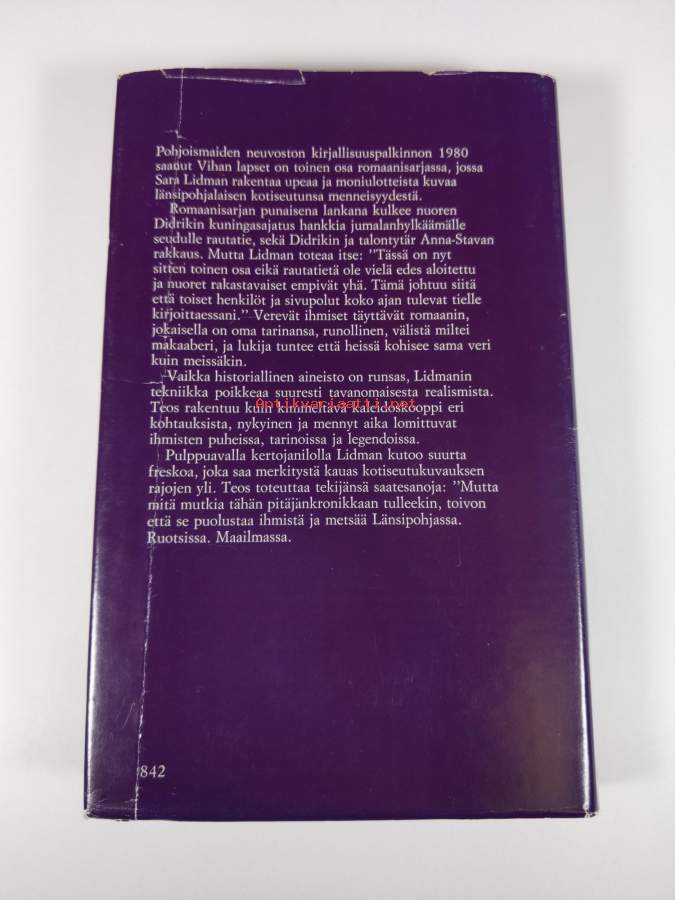 Pohjoismaiden neuvoston kirjallisuuspalkinnon 1980
saanut Vihan lapset on toinen osa romaanisarjassa, jossa
Sara Lidman rakentaa upeaa ja moniulotteista kuvaa
länsipohjalaisen kotiseutunsa menneisyydestä.
Romaanisarjan punaisena lankana kulkee nuoren
Didrikin kuningasajatus hankkia jumalanhylkäämälle
seudulle rautatie, sekä Didrikin ja talontytär Anna-Stavan
rakkaus. Mutta Lidman toteaa itse: ”Tässä on nyt
sitten toinen osa eikä rautatietä ole vielä edes aloitettu
ja nuoret rakastavaiset empivät yhä. Tämä johtuu siitä
että toiset henkilöt ja sivupolut koko ajan tulevat tielle
kirjoittaessani.” Verevät ihmiset täyttävät romaanin,
jokaisella on oma tarinansa, runollinen, välistä miltei
makaaberi, ja lukija tuntee että heissä kohisee sama veri
kuin meissäkin.
Vaikka historiallinen aineisto on runsas, Lidmanin
tekniikka poikkeaa suuresti tavanomaisesta realismista.
Antikvariaatti.net
Teos rakentuu kuin kimmeltävä kaleidoskooppi eri
kohtauksista, nykyinen ja mennyt aika lomittuvat
ihmisten puheissa, tarinoissa ja legendoissa.
Pulppuavalla kertojanilolla Lidman kutoo suurta
freskoa, joka saa merkitystä kauas kotiseutukuvauksen
rajojen yli. Teos toteuttaa tekijänsä saatesanoja: ”Mutta
mitä mutkia tähän pitäjänkronikkaan tulleekin, toivon
että se puolustaa ihmistä ja metsää Länsipohjassa.
Ruotsissa. Maailmassa.
842